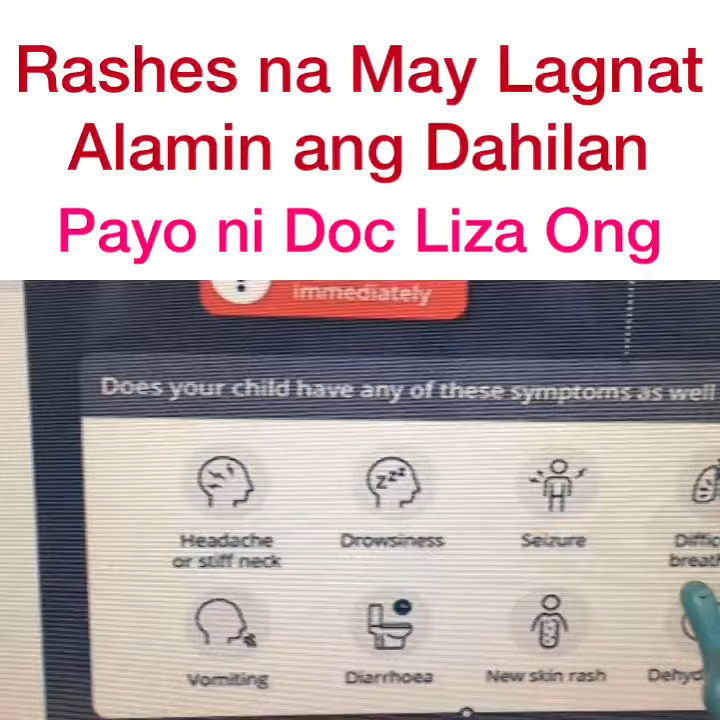 Rashes na May Lagnat
Alamin ang Dahilan
Payo ni Doc Liza Ong
immediately
Does your child have any of these symptoms as well
Headache
or stiff neck
Drowsiness
Seizure
Vomiting
Diarrhoea
New skin rash